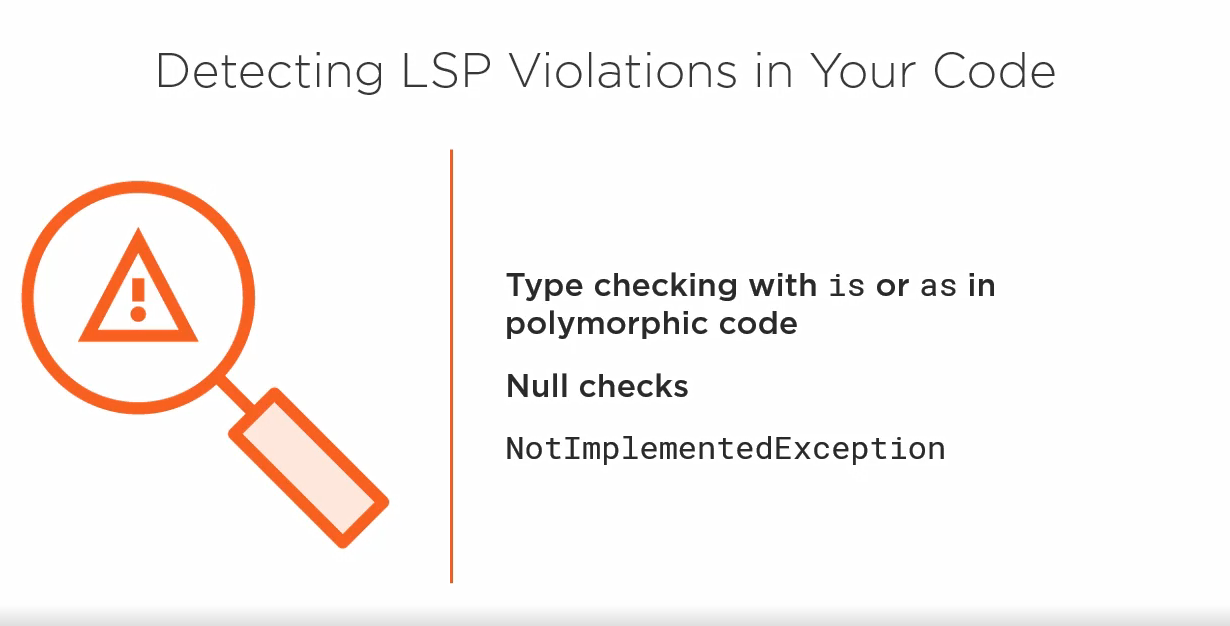 Detecting LSP Violations in Your Code
Type checking with is or as in
polymorphic code
Null checks
NotImplementedException